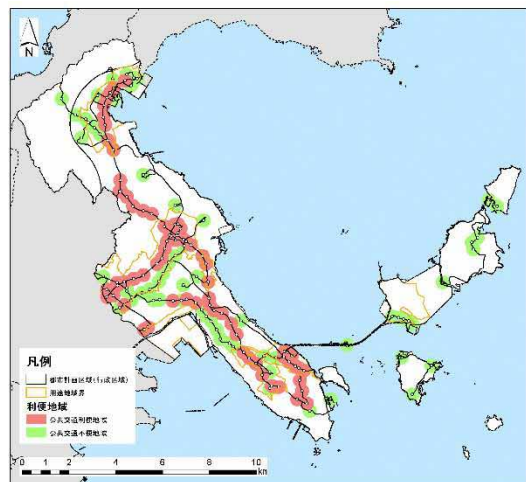 N
凡例
都市計画区域(行政区域)
用途地域界
利便地域
公共交通利便地域
公共交通不便地域
0 2 4 6 8 10
km